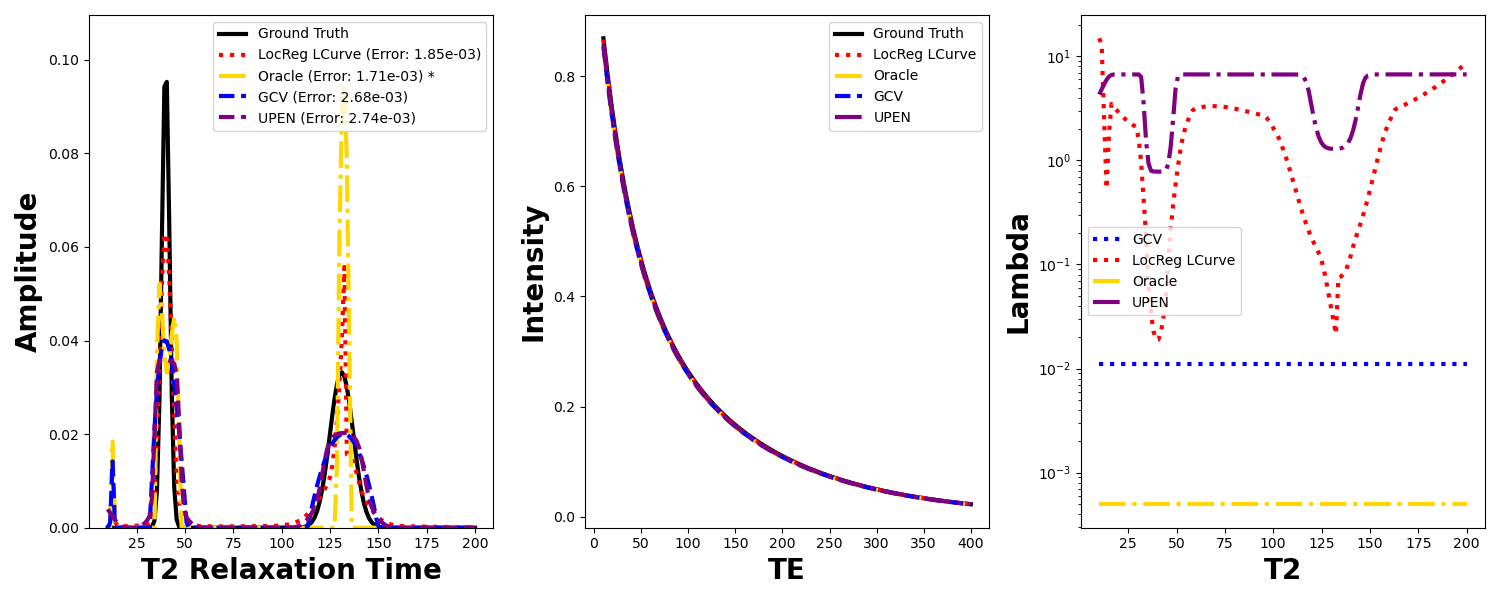 Ground Truth
LocReg LCurve (Error: 1.85e-03)
Oracle (Error: 1.71e-03) *
GCV (Error: 2.68e-03)
UPEN (Error: 2.74e-03)
0.10
0.08
0.06
0.04
0.02
0.00
Amplitude
25 50 75 100 125 150 175 200
T2 Relaxation Time
Ground Truth
LocReg LCurve
Oracle
GCV
UPEN
0.8
0.6
0.4
0.2
0.0
Intensity
0 50 100 150 200 250 300 350 400
TE
10¹
10⁰
10⁻¹
10⁻²
10⁻³
Lambda
GCV
LocReg LCurve
Oracle
UPEN
25 50 75 100 125 150 175 200
T2